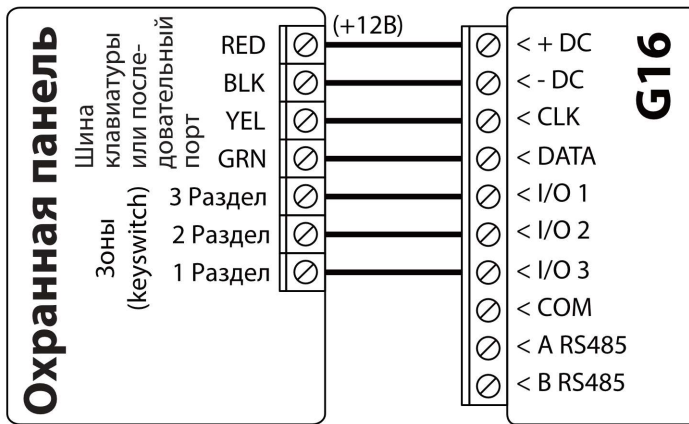 Охранная панель
Шина
клавиатуры
или после-
довательный
порт
Зоны
(keyswitch)
RED
BLK
YEL
GRN
3 Раздел
2 Раздел
1 Раздел
(+12В)
< + DC
< - DC
< CLK
< DATA
< I/O 1
< I/O 2
< I/O 3
< COM
< A RS485
< B RS485
G16